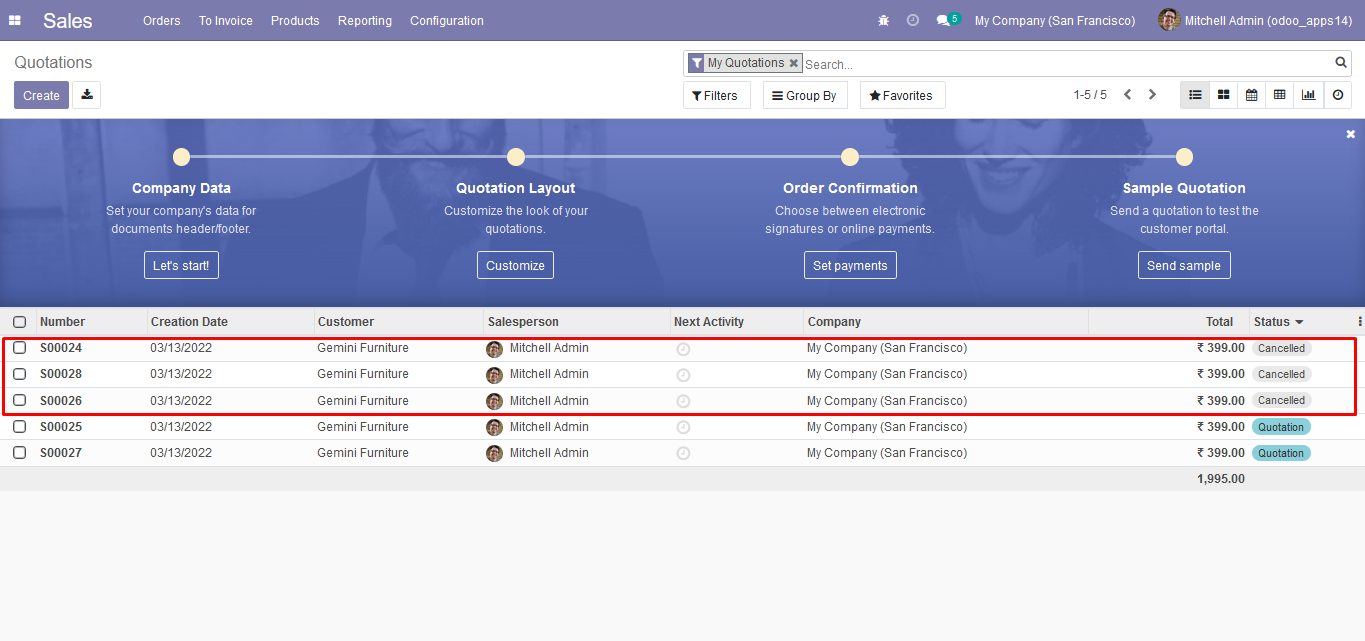 Sales Orders To Invoice Products Reporting Configuration 5 My Company (San Francisco) Mitchell Admin (odoo_apps14)
Quotations My Quotations Search...
Create Filters Group By Favorites 1-5 / 5
Company Data Quotation Layout Order Confirmation Sample Quotation
Set your company's data for Customize the look of your Choose between electronic Send a quotation to test the
documents header/footer. quotations. signatures or online payments. customer portal.
Let's start! Customize Set payments Send sample
Number Creation Date Customer Salesperson Next Activity Company Total Status
S00024 03/13/2022 Gemini Furniture Mitchell Admin My Company (San Francisco) ₹ 399.00 Cancelled
S00028 03/13/2022 Gemini Furniture Mitchell Admin My Company (San Francisco) ₹ 399.00 Cancelled
S00026 03/13/2022 Gemini Furniture Mitchell Admin My Company (San Francisco) ₹ 399.00 Cancelled
S00025 03/13/2022 Gemini Furniture Mitchell Admin My Company (San Francisco) ₹ 399.00 Quotation
S00027 03/13/2022 Gemini Furniture Mitchell Admin My Company (San Francisco) ₹ 399.00 Quotation
1,995.00